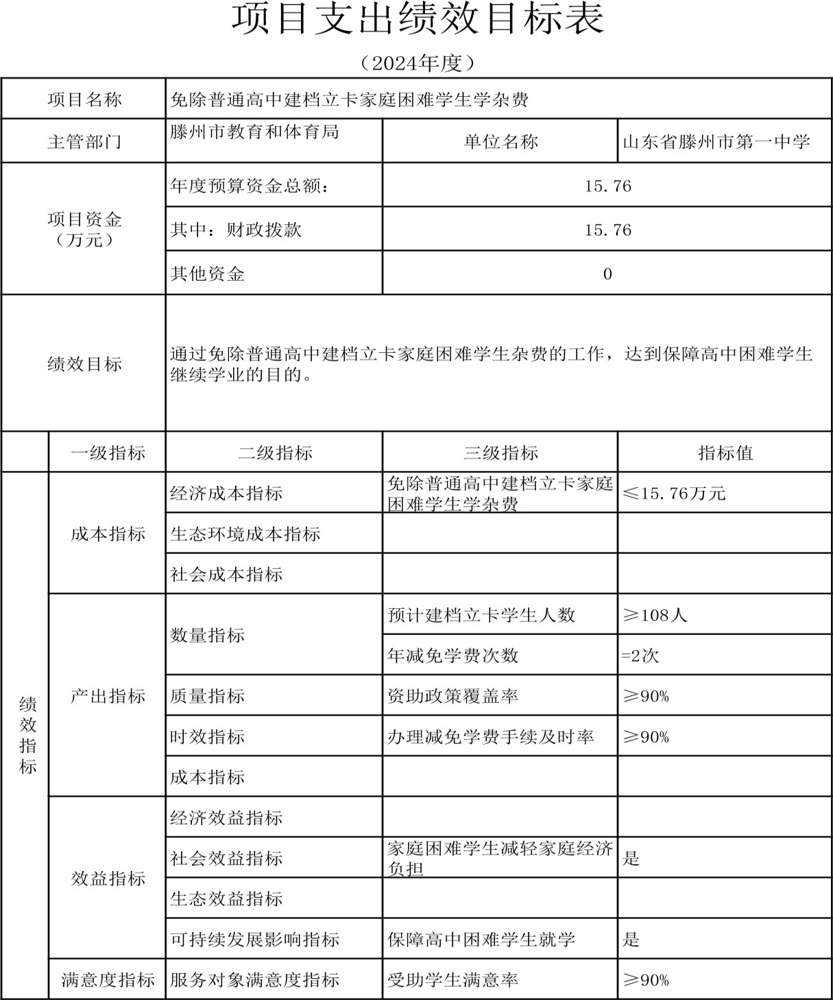 项目支出绩效目标表
（2024年度）
项目名称
免除普通高中建档立卡家庭困难学生学杂费
主管部门
滕州市教育和体育局
单位名称
山东省滕州市第一中学
项目资金
（万元）
年度预算资金总额：
15.76
其中：财政拨款
15.76
其他资金
0
绩效目标
通过免除普通高中建档立卡家庭困难学生杂费的工作，达到保障高中困难学生
继续学业的目的。
绩效指标
一级指标
二级指标
三级指标
指标值
成本指标
经济成本指标
免除普通高中建档立卡家庭
困难学生学杂费
≤15.76万元
生态环境成本指标
社会成本指标
产出指标
数量指标
预计建档立卡学生人数
≥108人
年减免学费次数
=2次
质量指标
资助政策覆盖率
≥90%
时效指标
办理减免学费手续及时率
≥90%
成本指标
效益指标
经济效益指标
社会效益指标
家庭困难学生减轻家庭经济
负担
是
生态效益指标
可持续发展影响指标
保障高中困难学生就学
是
满意度指标
服务对象满意度指标
受助学生满意率
≥90%